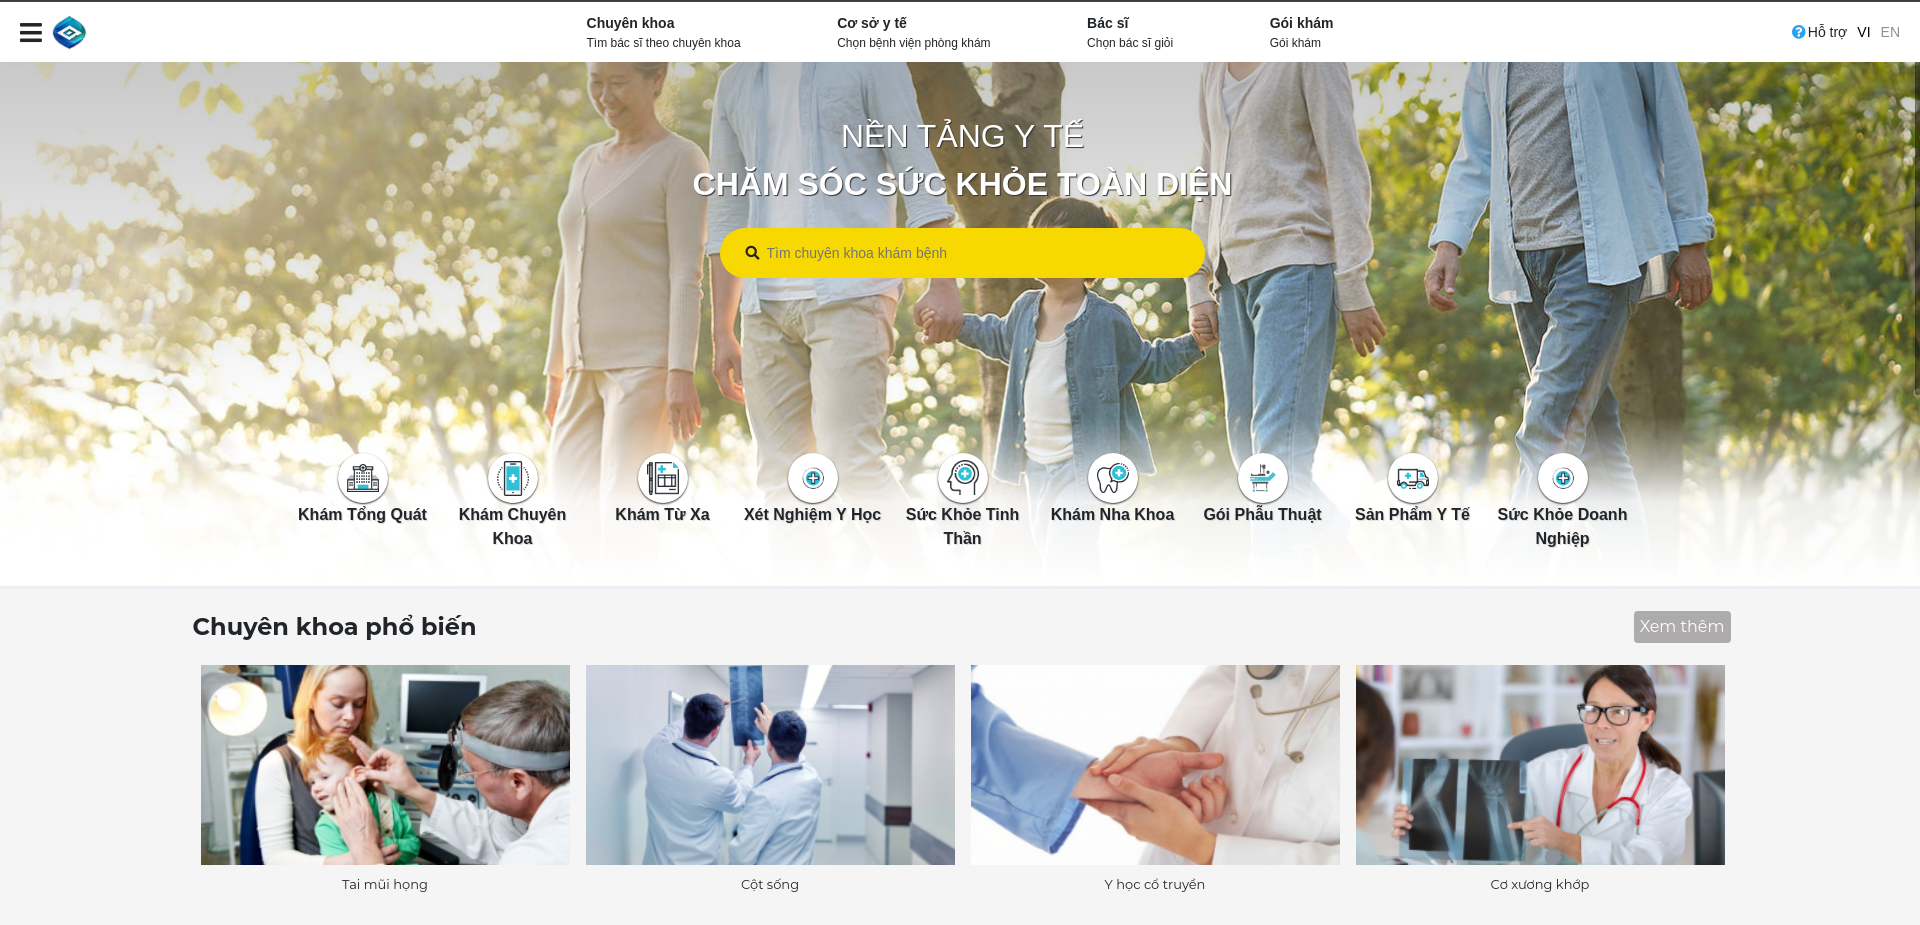 Chuyên khoa
Tìm bác sĩ theo chuyên khoa
Cơ sở y tế
Chọn bệnh viện phòng khám
Bác sĩ
Chọn bác sĩ giỏi
Gói khám
Gói khám
Hỗ trợ VI EN
NỀN TẢNG Y TẾ
CHĂM SÓC SỨC KHỎE TOÀN DIỆN
Tìm chuyên khoa khám bệnh
Khám Tổng Quát
Khám Chuyên
Khoa
Khám Từ Xa
Xét Nghiệm Y Học
Sức Khỏe Tinh
Thần
Khám Nha Khoa
Gói Phẫu Thuật
Sản Phẩm Y Tế
Sức Khỏe Doanh
Nghiệp
Chuyên khoa phổ biến
Xem thêm
Tai mũi họng
Cột sống
Y học cổ truyền
Cơ xương khớp